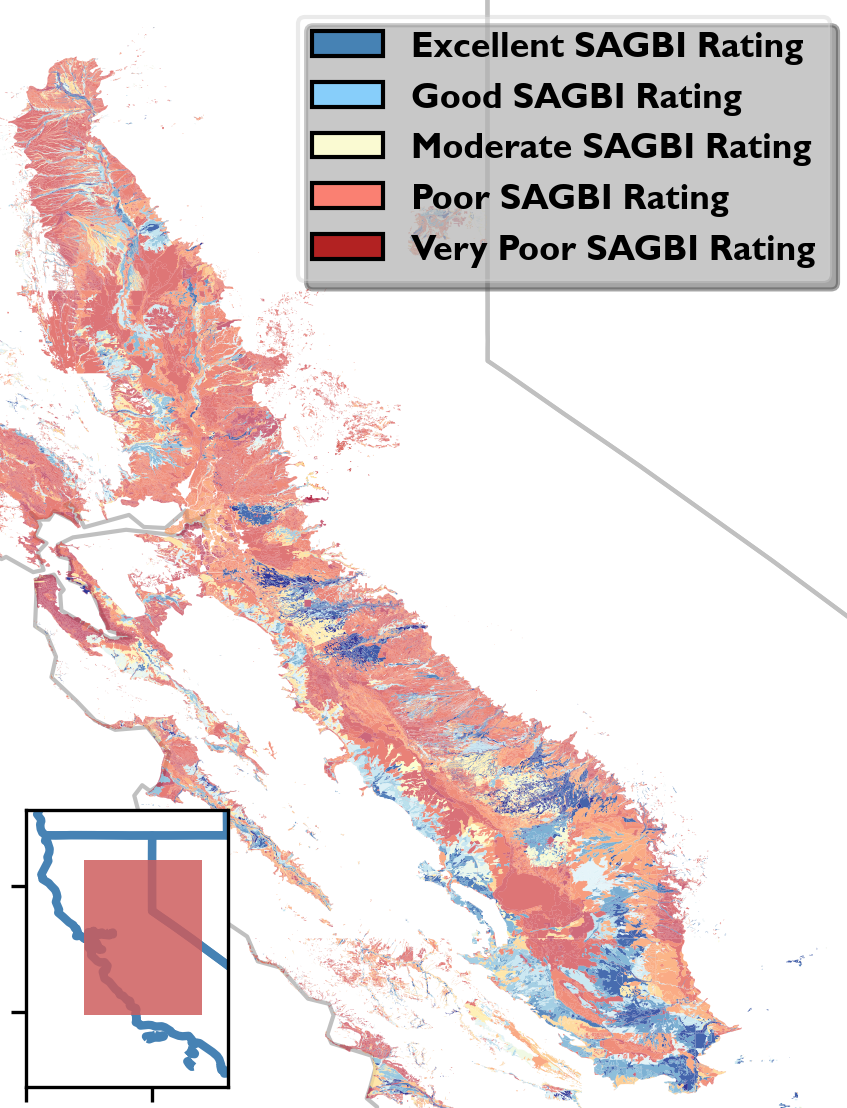 Excellent SAGBI Rating
Good SAGBI Rating
Moderate SAGBI Rating
Poor SAGBI Rating
Very Poor SAGBI Rating